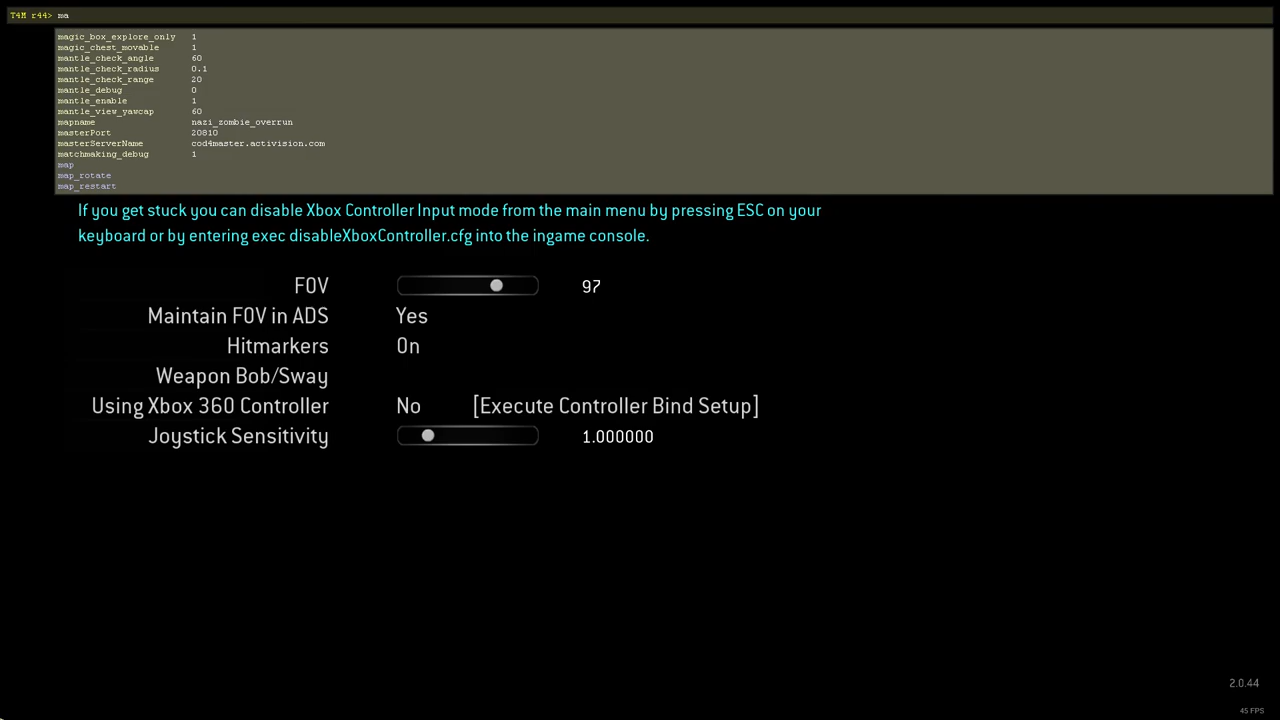 T4M r44> ma
magic_box_explore_only 1
magic_chest_movable 1
mantle_check_angle 60
mantle_check_radius 0.1
mantle_check_range 20
mantle_debug 0
mantle_enable 1
mantle_view_yawcap 60
mapname nazi_zombie_overrun
masterPort 20810
masterServerName cod4master.activision.com
matchmaking_debug 1
map
map_rotate
map_restart
If you get stuck you can disable Xbox Controller Input mode from the main menu by pressing ESC on your
keyboard or by entering exec disableXboxController.cfg into the ingame console.
FOV 97
Maintain FOV in ADS Yes
Hitmarkers On
Weapon Bob/Sway
Using Xbox 360 Controller No [Execute Controller Bind Setup]
Joystick Sensitivity 1.000000
2.0.44
45 FPS